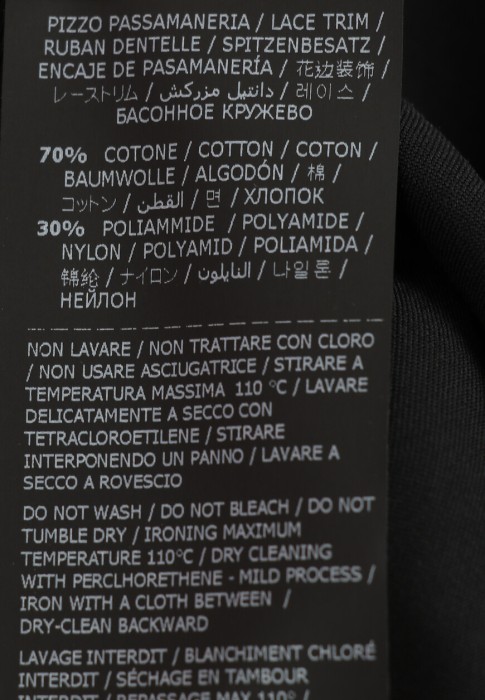 PIZZO PASSAMANERIA / LACE TRIM /
RUBAN DENTELLE / SPITZENBESATZ /
ENCAJE DE PASAMANERÍA / 花边装饰 /
レーストリム / دانتيل مزركش / 레이스 /
БАСОННОЕ КРУЖЕВО
70% COTONE / COTTON / COTON /
BAUMWOLLE / ALGODÓN / 棉 /
コットン / القطن / 면 / ХЛОПОК
30% POLIAMMIDE / POLYAMIDE /
NYLON / POLYAMID / POLIAMIDA /
锦纶 / ナイロン / النايلون / 나일론 /
НЕЙЛОН
NON LAVARE / NON TRATTARE CON CLORO
/ NON USARE ASCIUGATRICE / STIRARE A
TEMPERATURA MASSIMA 110 °C / LAVARE
DELICATAMENTE A SECCO CON
TETRACLOROETILENE / STIRARE
INTERPONENDO UN PANNO / LAVARE A
SECCO A ROVESCIO
DO NOT WASH / DO NOT BLEACH / DO NOT
TUMBLE DRY / IRONING MAXIMUM
TEMPERATURE 110°C / DRY CLEANING
WITH PERCLHORETHENE - MILD PROCESS /
IRON WITH A CLOTH BETWEEN /
DRY-CLEAN BACKWARD
LAVAGE INTERDIT / BLANCHIMENT CHLORÉ
INTERDIT / SÉCHAGE EN TAMBOUR
INTERDIT / REPASSAGE MAX 110° /